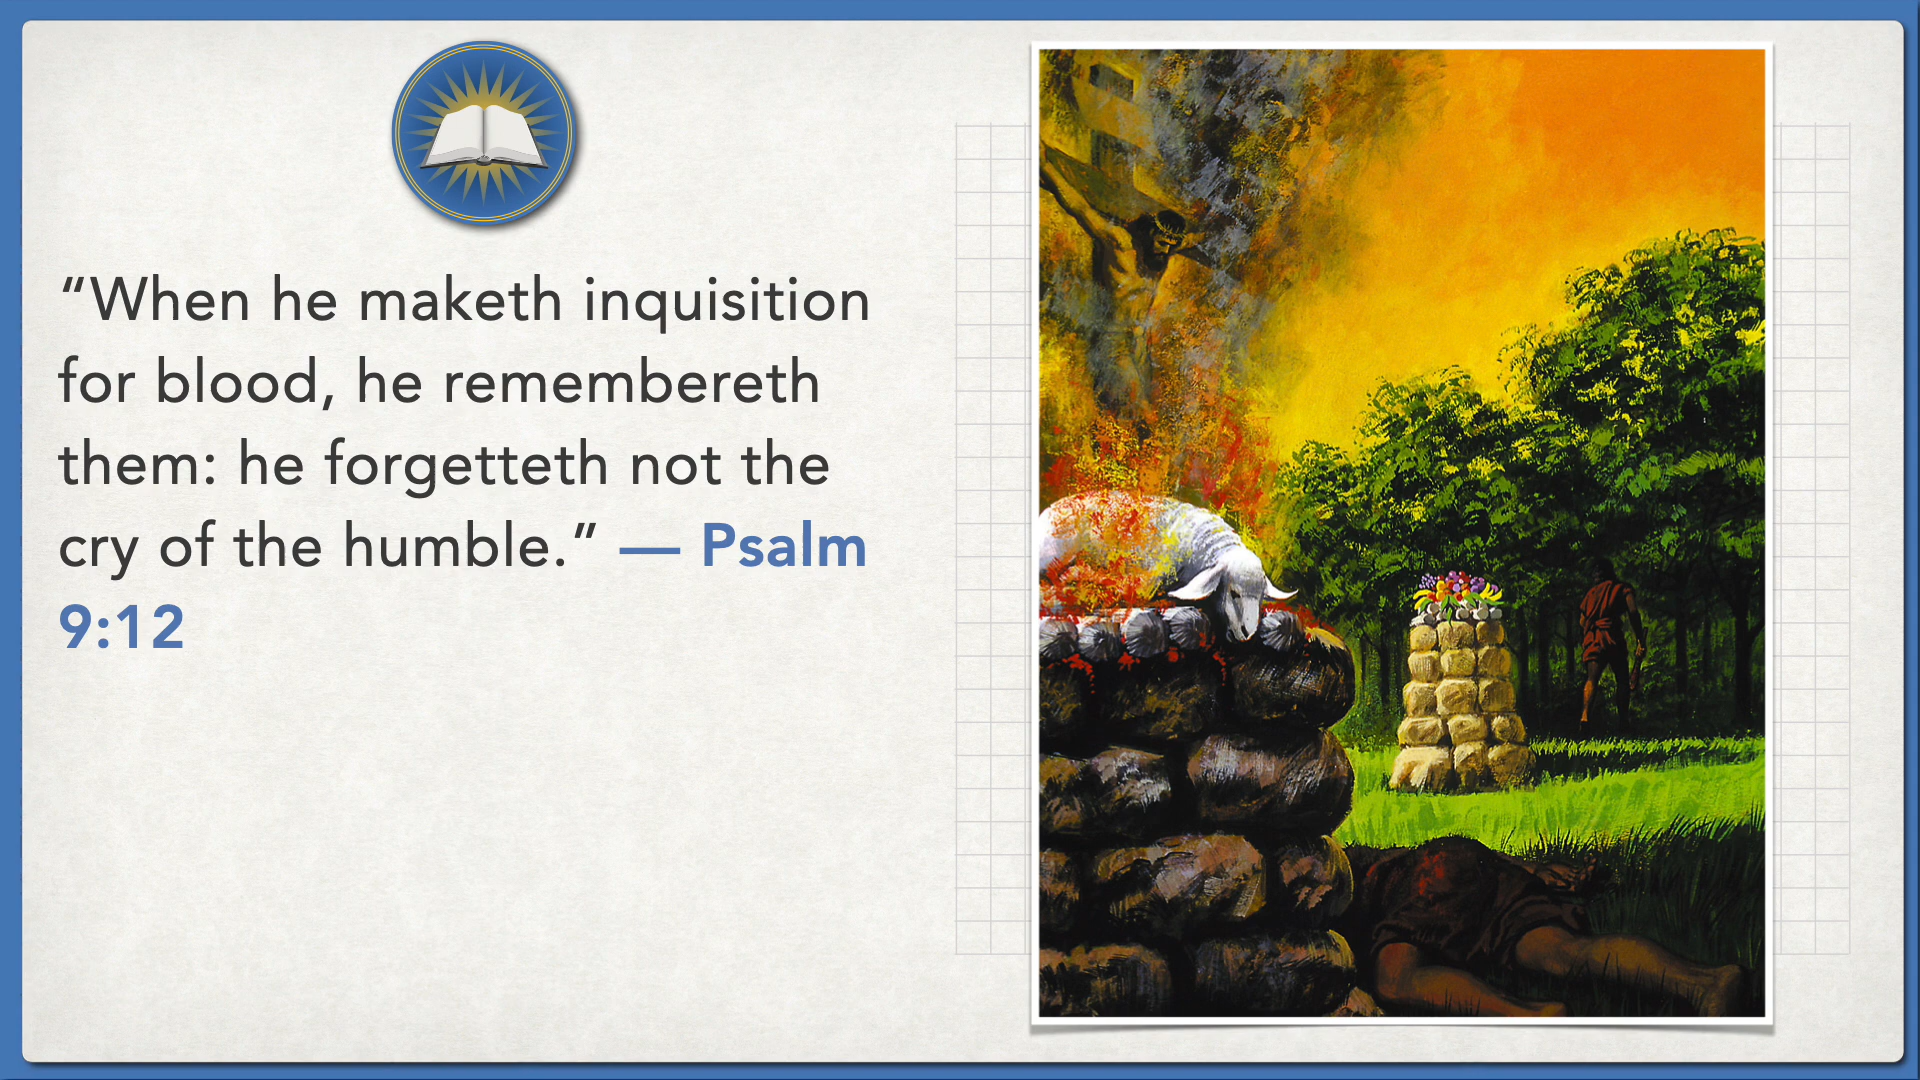 “When he maketh inquisition
for blood, he remembereth
them: he forgetteth not the
cry of the humble.” — Psalm
9:12